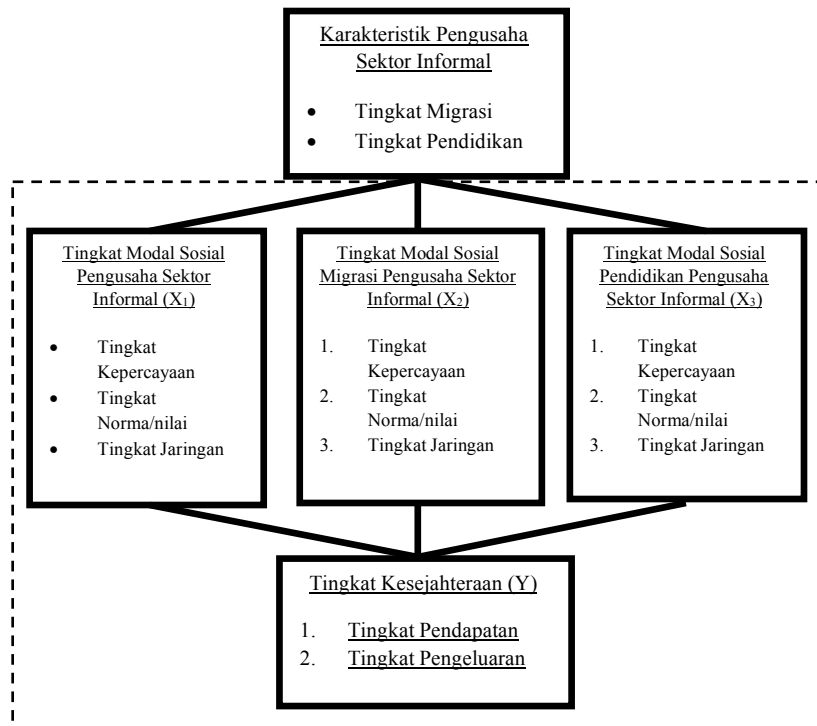 Karakteristik Pengusaha
Sektor Informal
• Tingkat Migrasi
• Tingkat Pendidikan
Tingkat Modal Sosial
Pengusaha Sektor
Informal (X₁)
• Tingkat
Kepercayaan
• Tingkat
Norma/nilai
• Tingkat Jaringan
Tingkat Modal Sosial
Migrasi Pengusaha Sektor
Informal (X₂)
1. Tingkat
Kepercayaan
2. Tingkat
Norma/nilai
3. Tingkat Jaringan
Tingkat Modal Sosial
Pendidikan Pengusaha
Sektor Informal (X₃)
1. Tingkat
Kepercayaan
2. Tingkat
Norma/nilai
3. Tingkat Jaringan
Tingkat Kesejahteraan (Y)
1. Tingkat Pendapatan
2. Tingkat Pengeluaran